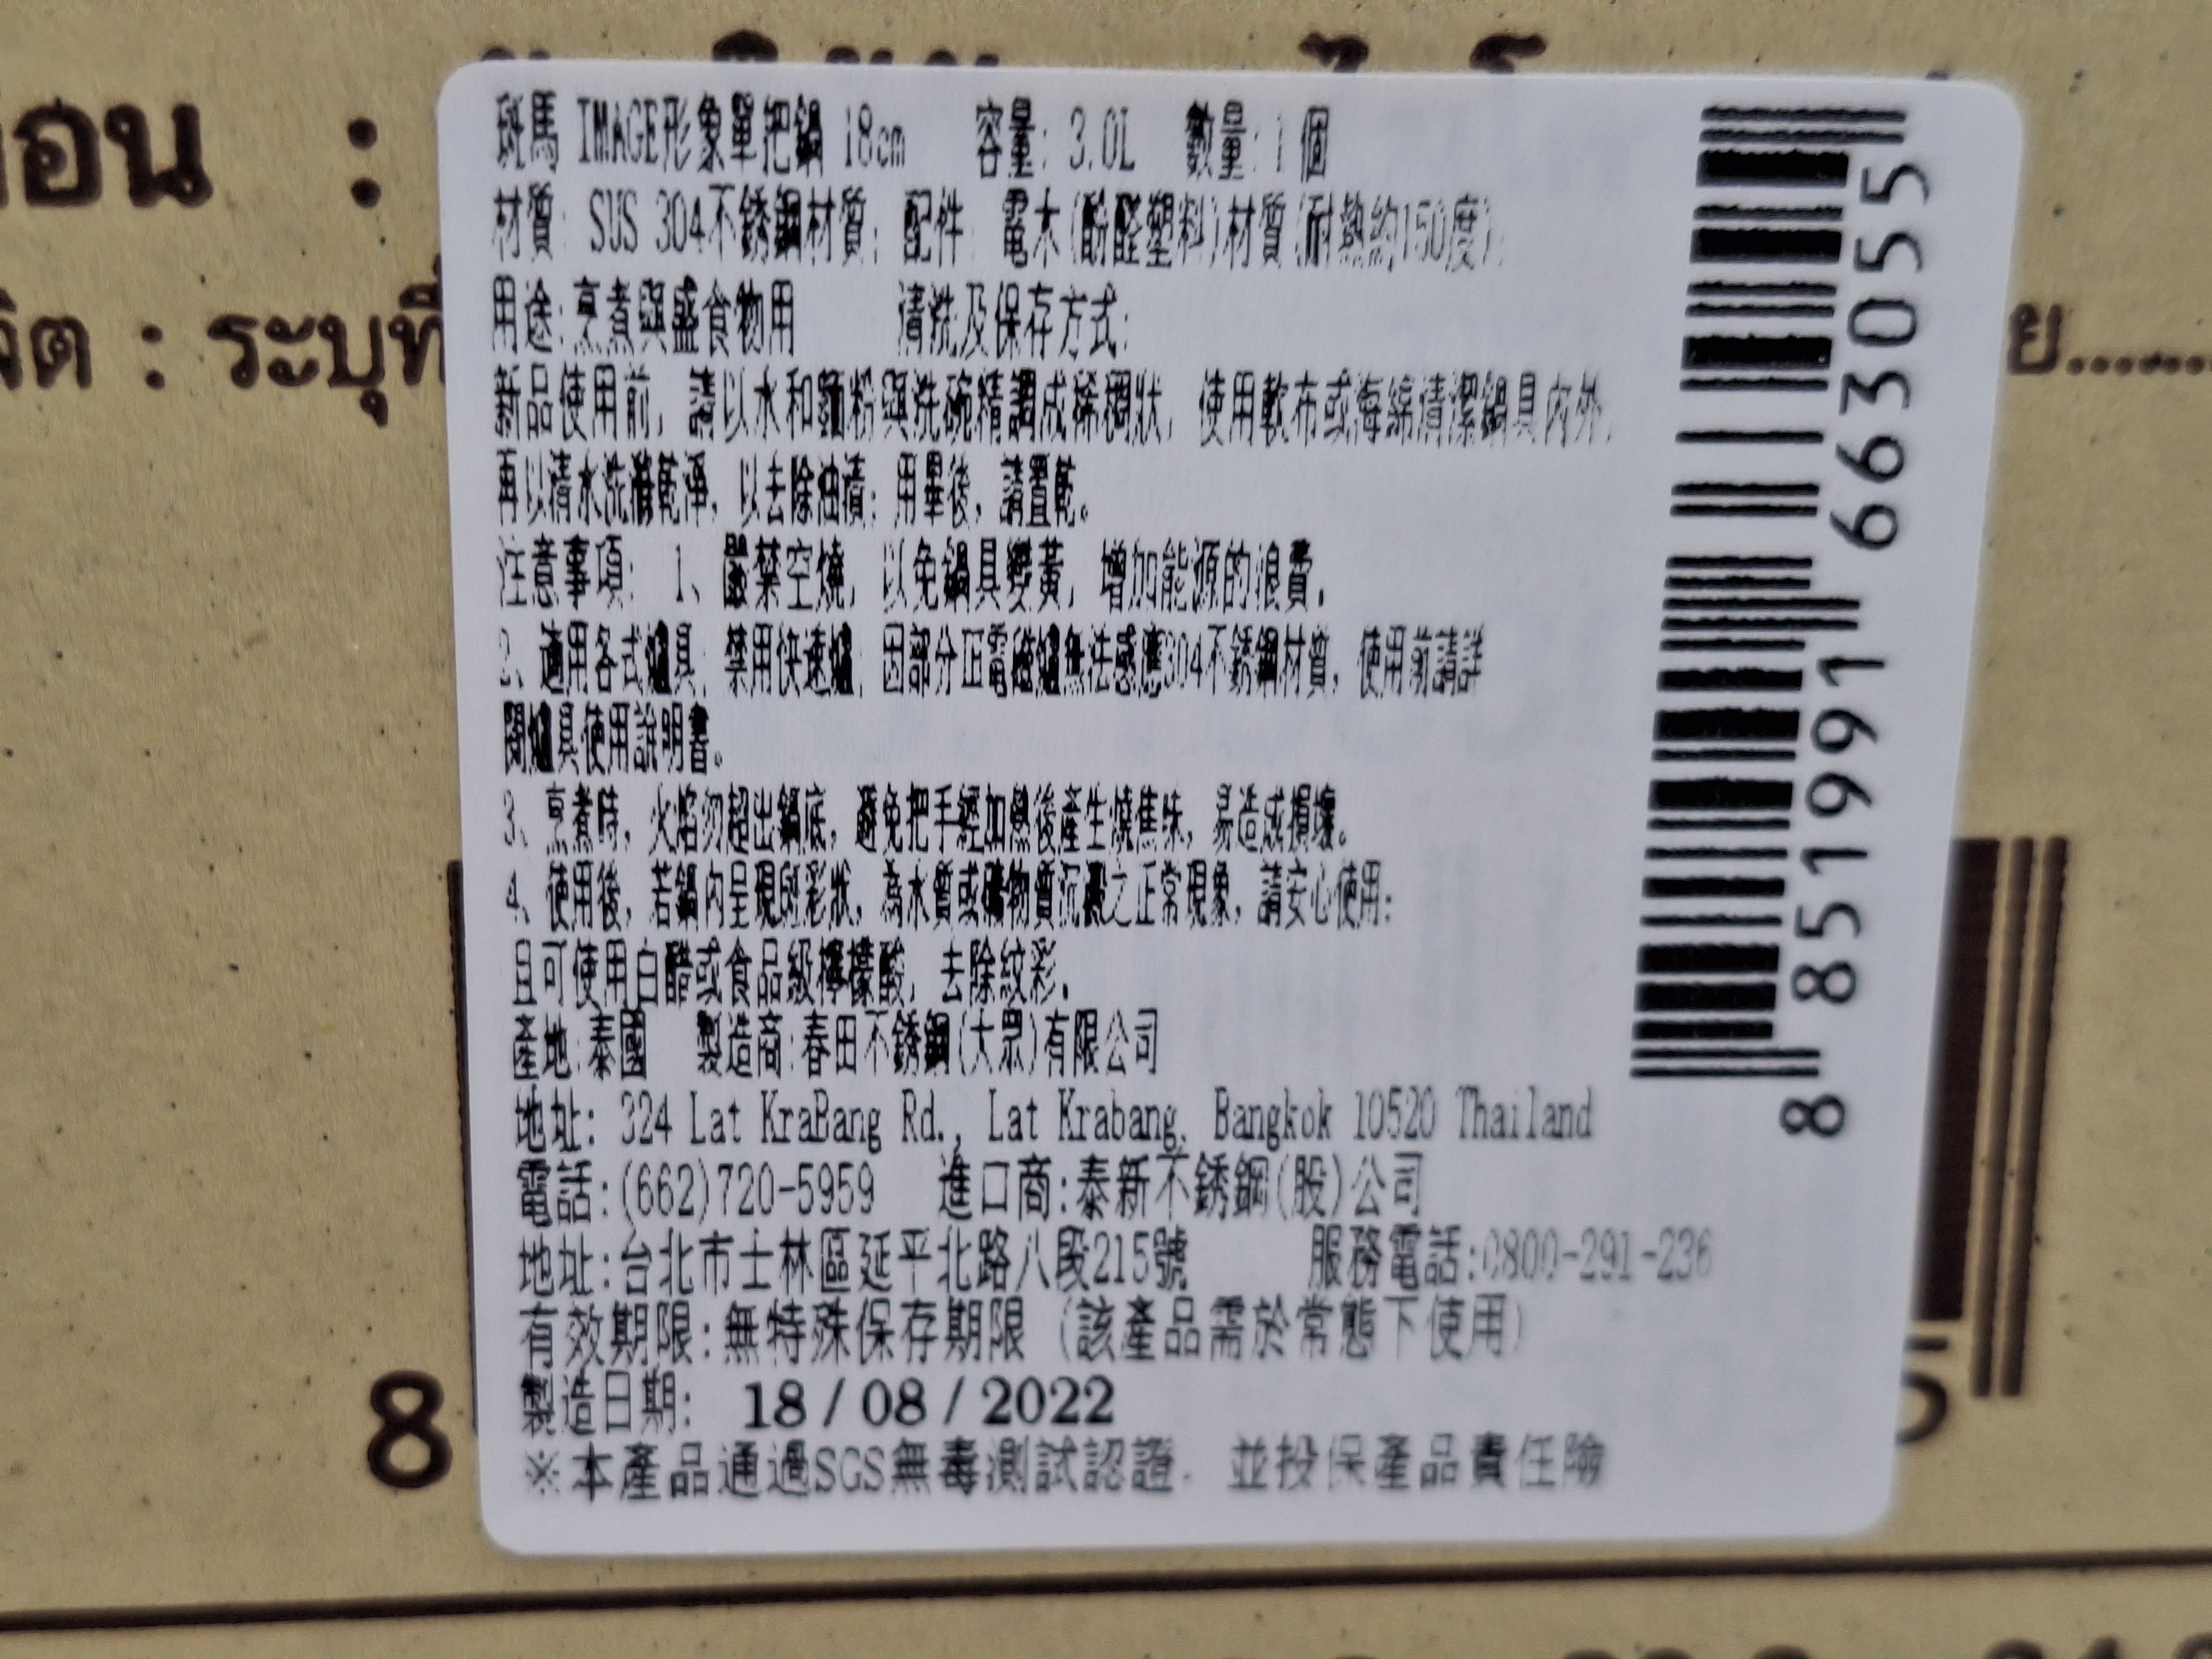 斑馬 IMAGE形象單把鍋 18cm 容量: 3.0L 數量: 1 個
材質: SUS 304不銹鋼材質; 配件: 電木(酚醛塑料)材質(耐熱約150度)
用途:烹煮與盛食物用 清洗及保存方式:
新品使用前, 請以水和麵粉與洗碗精調成稀稠狀, 使用軟布或海綿清潔鍋具內外,
再以清水洗滌乾淨, 以去除油漬; 用畢後, 請置乾。
注意事項: 1、 嚴禁空燒, 以免鍋具變黃, 增加能源的浪費.
2、適用各式爐具, 禁用快速爐, 因部分IH電磁爐無法感應304不銹鋼材質, 使用前請詳
閱爐具使用說明書。
3、烹煮時, 火焰勿超出鍋底, 避免把手經加熱後產生燒焦味, 易造成損壞。
4、使用後, 若鍋內呈現斑彩狀, 為水質或礦物質沉澱之正常現象, 請安心使用;
且可使用白醋或食品級檸檬酸, 去除紋彩.
產地:泰國 製造商:春田不銹鋼(大眾)有限公司
地址: 324 Lat KraBang Rd., Lat Krabang, Bangkok 10520 Thailand
電話:(662)720-5959 進口商:泰新不銹鋼(股)公司
地址:台北市士林區延平北路八段215號 服務電話:0800-291-236
有效期限:無特殊保存期限 (該產品需於常態下使用)
製造日期: 18 / 08 / 2022
※本產品通過SGS無毒測試認證. 並投保產品責任險
8 851991 663055
: ระบุที่
8
5